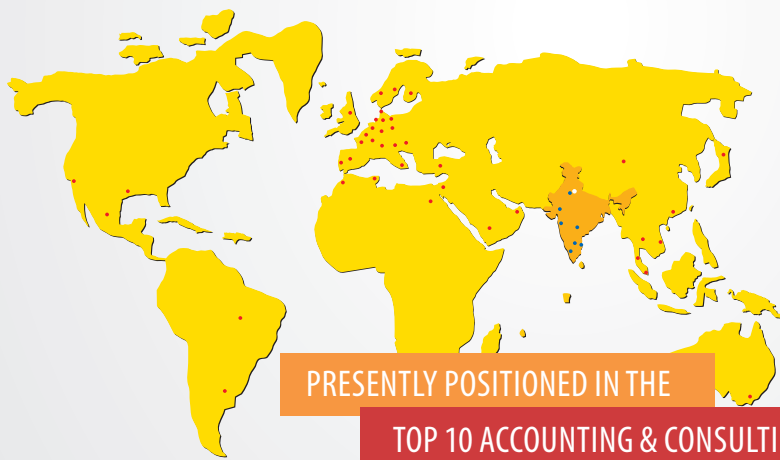 PRESENTLY POSITIONED IN THE
TOP 10 ACCOUNTING & CONSULTI